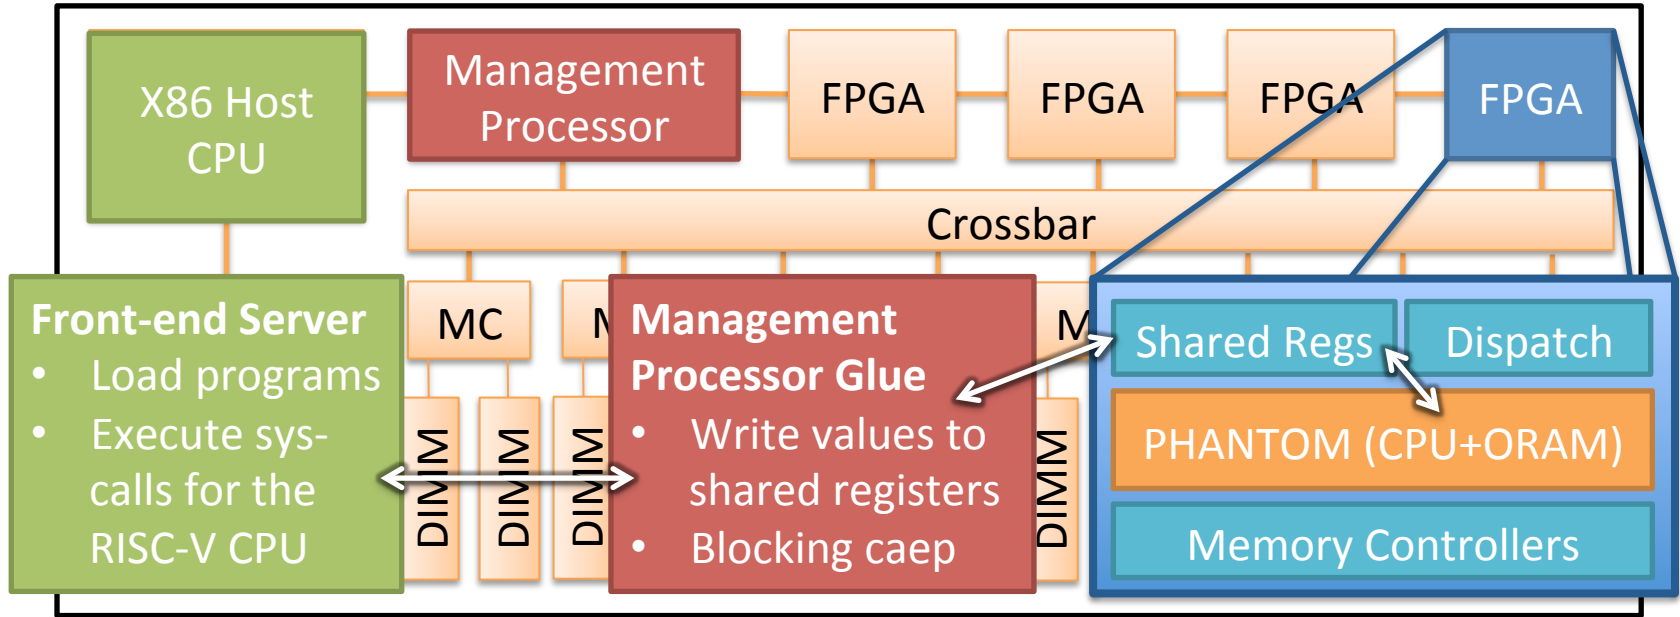 X86 Host
CPU
Management
Processor
FPGA
FPGA
FPGA
FPGA
Crossbar
Front-end Server
• Load programs
• Execute sys-
calls for the
RISC-V CPU
MC
DIMM
DIMM
DIMM
Management
Processor Glue
• Write values to
shared registers
• Blocking caep
DIMM
Shared Regs
Dispatch
PHANTOM (CPU+ORAM)
Memory Controllers